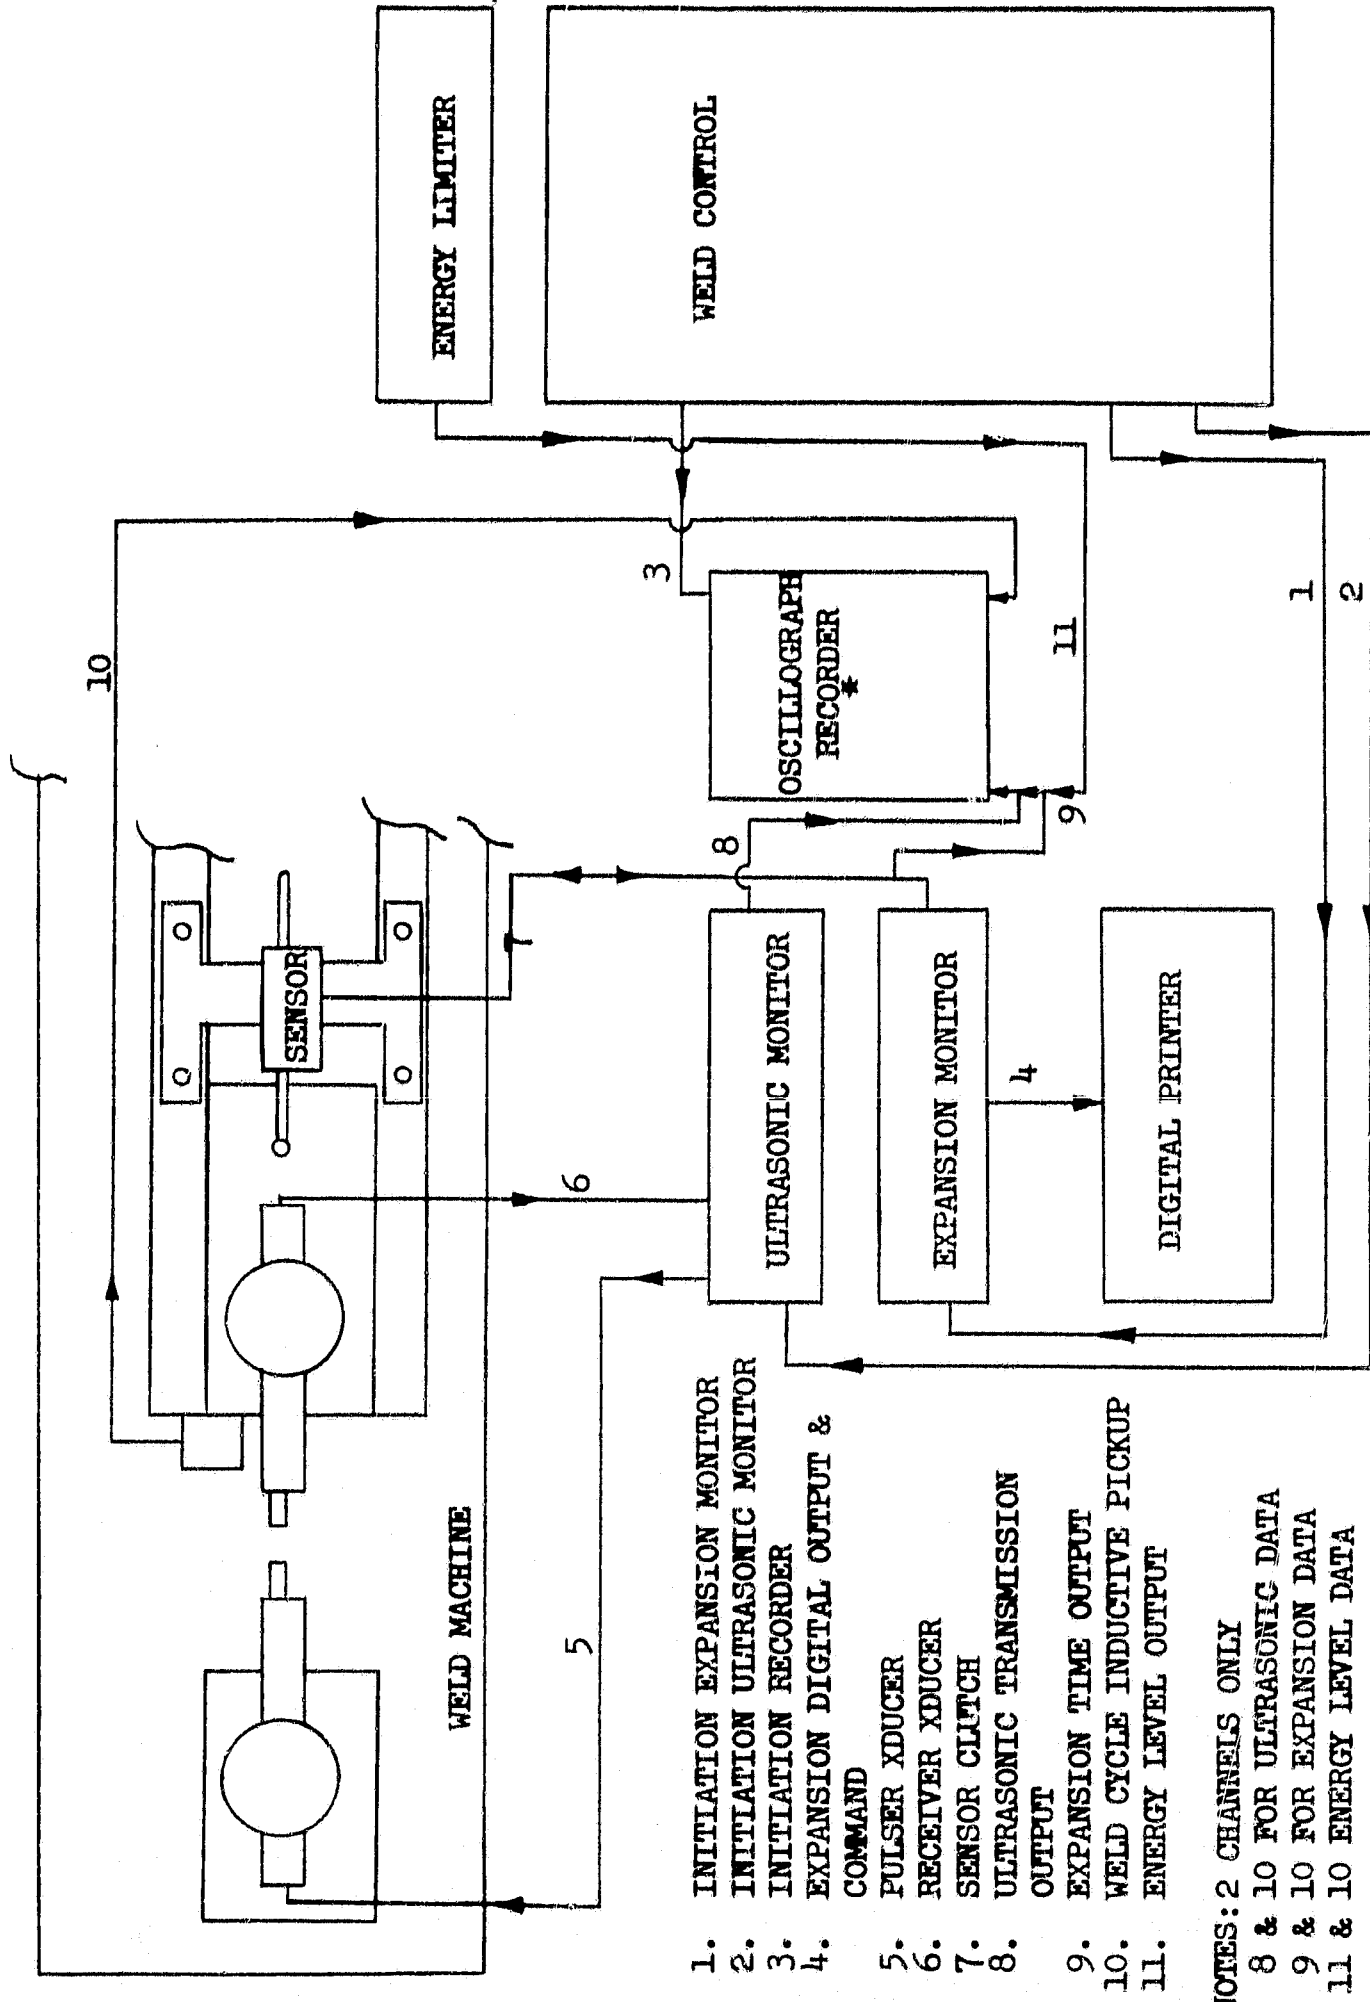 WELD MACHINE
SENSOR
10
ENERGY LIMITER
WELD CONTROL
5
6
7
8
3
OSCILLOGRAPH
RECORDER
*
9
11
ULTRASONIC MONITOR
EXPANSION MONITOR
4
DIGITAL PRINTER
1
2
1. INITIATION EXPANSION MONITOR
2. INITIATION ULTRASONIC MONITOR
3. INITIATION RECORDER
4. EXPANSION DIGITAL OUTPUT &
COMMAND
5. PULSER XDUCER
6. RECEIVER XDUCER
7. SENSOR CLUTCH
8. ULTRASONIC TRANSMISSION
OUTPUT
9. EXPANSION TIME OUTPUT
10. WELD CYCLE INDUCTIVE PICKUP
11. ENERGY LEVEL OUTPUT
NOTES: 2 CHANNELS ONLY
8 & 10 FOR ULTRASONIC DATA
9 & 10 FOR EXPANSION DATA
11 & 10 ENERGY LEVEL DATA